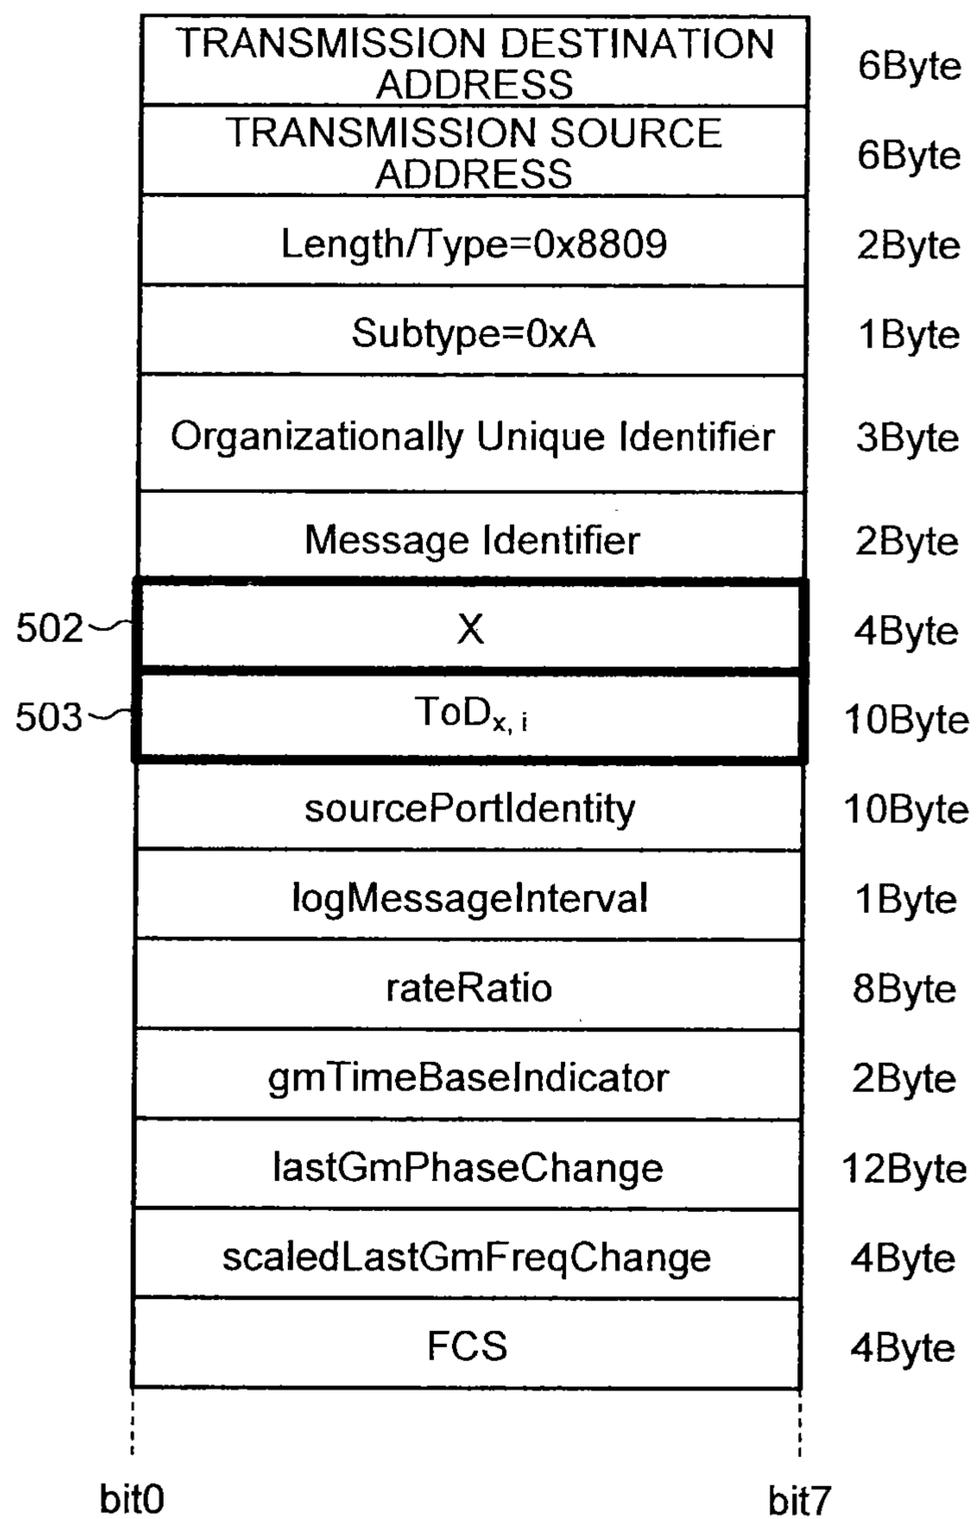 TRANSMISSION DESTINATION
ADDRESS
6Byte
TRANSMISSION SOURCE
ADDRESS
6Byte
Length/Type=0x8809
2Byte
Subtype=0xA
1Byte
Organizationally Unique Identifier
3Byte
Message Identifier
2Byte
502
X
4Byte
503
ToDx, i
10Byte
sourcePortIdentity
10Byte
logMessageInterval
1Byte
rateRatio
8Byte
gmTimeBaseIndicator
2Byte
lastGmPhaseChange
12Byte
scaledLastGmFreqChange
4Byte
FCS
4Byte
bit0
bit7